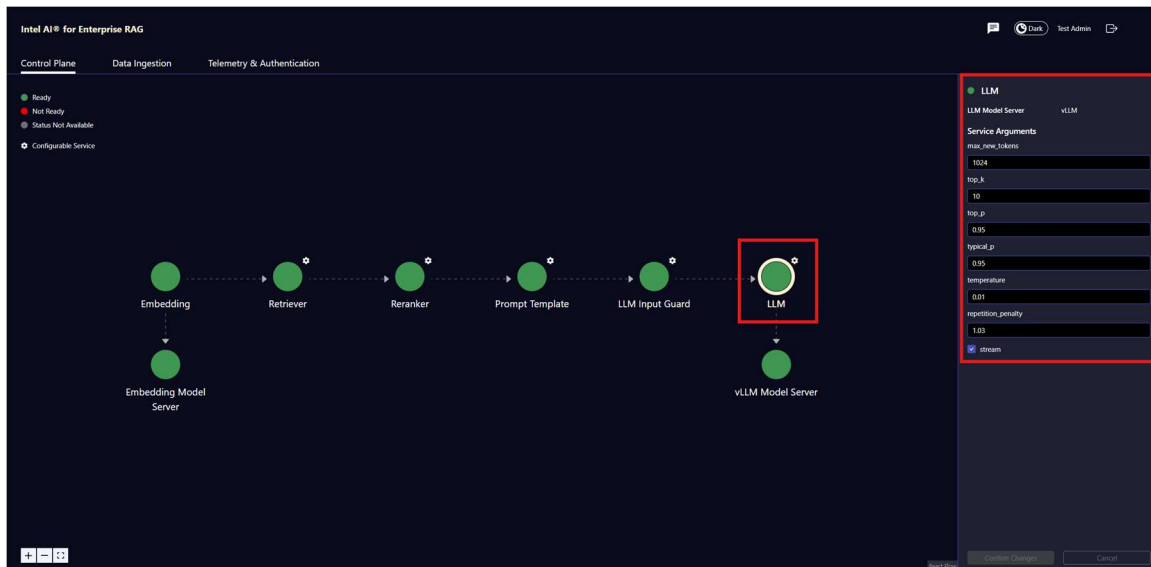 Intel AI® for Enterprise RAG
Dark
Test Admin
Control Plane
Data Ingestion
Telemetry & Authentication
Ready
Not Ready
Status Not Available
Configurable Service
Embedding
Retriever
Reranker
Prompt Template
LLM Input Guard
LLM
Embedding Model
Server
vLLM Model Server
LLM
LLM Model Server vLLM
Service Arguments
max_new_tokens
1024
top_k
10
top_p
0.95
typical_p
0.95
temperature
0.01
repetition_penalty
1.03
stream
Confirm Changes
Cancel
React Flow